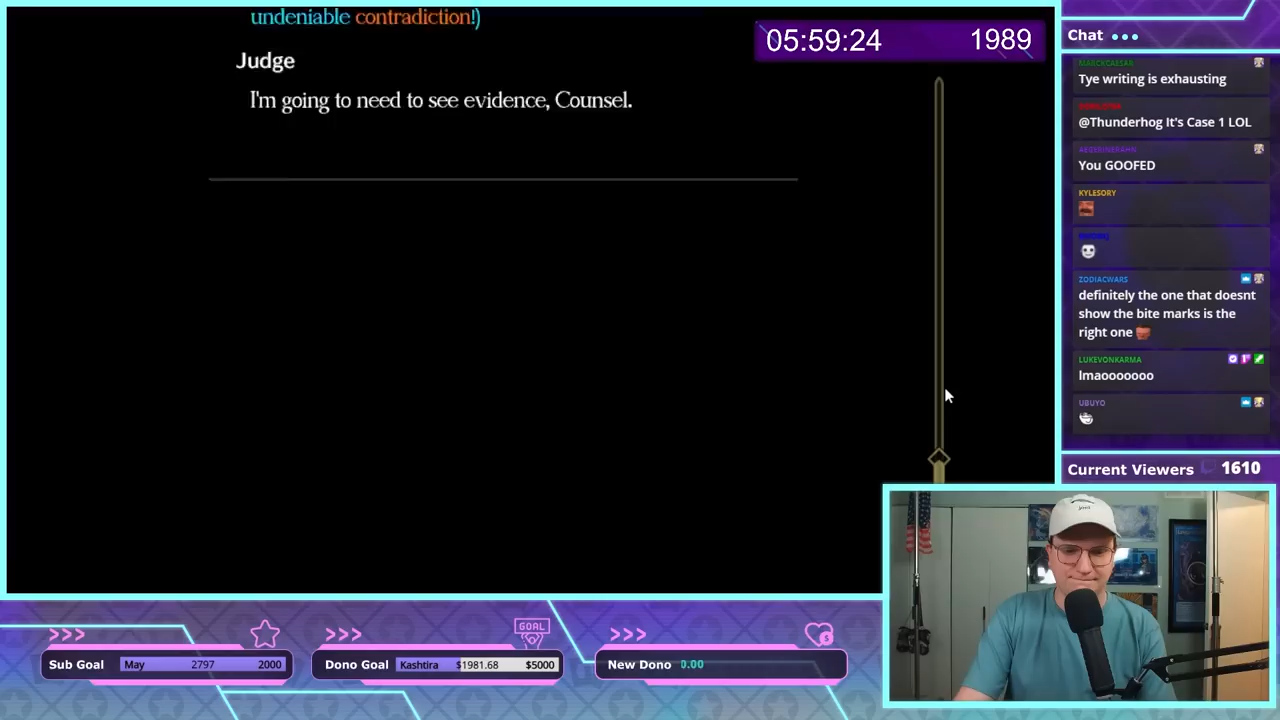 undeniable contradiction!)
Judge
I'm going to need to see evidence, Counsel.
05:59:24 1989
Chat
MARCKCAESAR
Tye writing is exhausting
@Thunderhog It's Case 1 LOL
You GOOFED
KYLESORY
ZODIACWARS
definitely the one that doesnt
show the bite marks is the
right one
LUKEVONKARMA
lmaooooooo
UBUYO
Current Viewers 1610
>>> Sub Goal May 2797 2000
>>> GOAL
Dono Goal Kashtira $1981.68 $5000
>>> New Dono 0.00